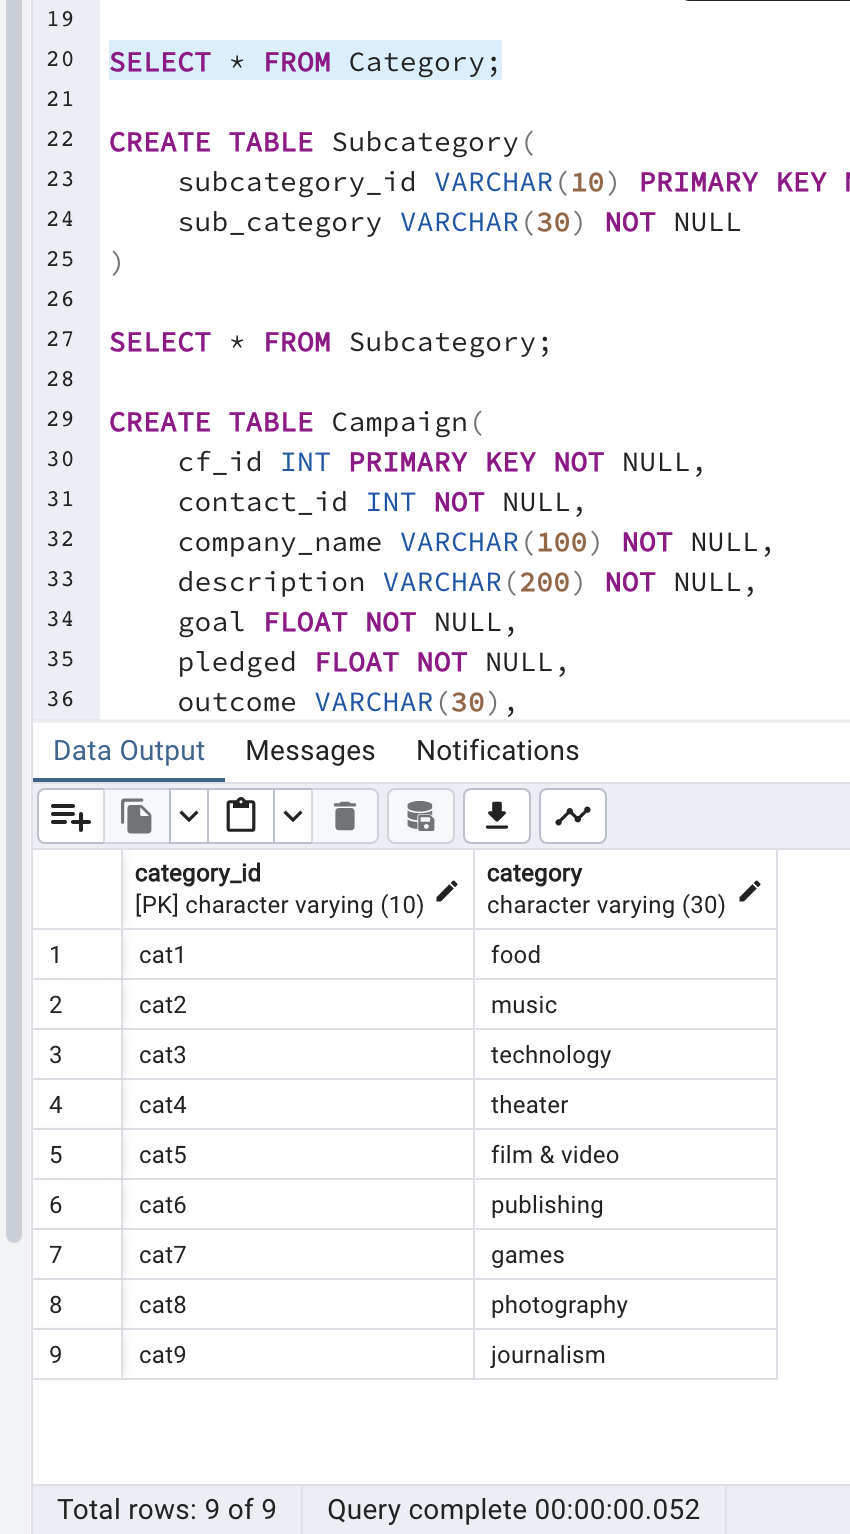 19
20 SELECT * FROM Category;
21
22 CREATE TABLE Subcategory(
23 subcategory_id VARCHAR(10) PRIMARY KEY
24 sub_category VARCHAR(30) NOT NULL
25 )
26
27 SELECT * FROM Subcategory;
28
29 CREATE TABLE Campaign(
30 cf_id INT PRIMARY KEY NOT NULL,
31 contact_id INT NOT NULL,
32 company_name VARCHAR(100) NOT NULL,
33 description VARCHAR(200) NOT NULL,
34 goal FLOAT NOT NULL,
35 pledged FLOAT NOT NULL,
36 outcome VARCHAR(30),
Data Output Messages Notifications
category_id category
[PK] character varying (10) character varying (30)
1 cat1 food
2 cat2 music
3 cat3 technology
4 cat4 theater
5 cat5 film & video
6 cat6 publishing
7 cat7 games
8 cat8 photography
9 cat9 journalism
Total rows: 9 of 9 Query complete 00:00:00.052